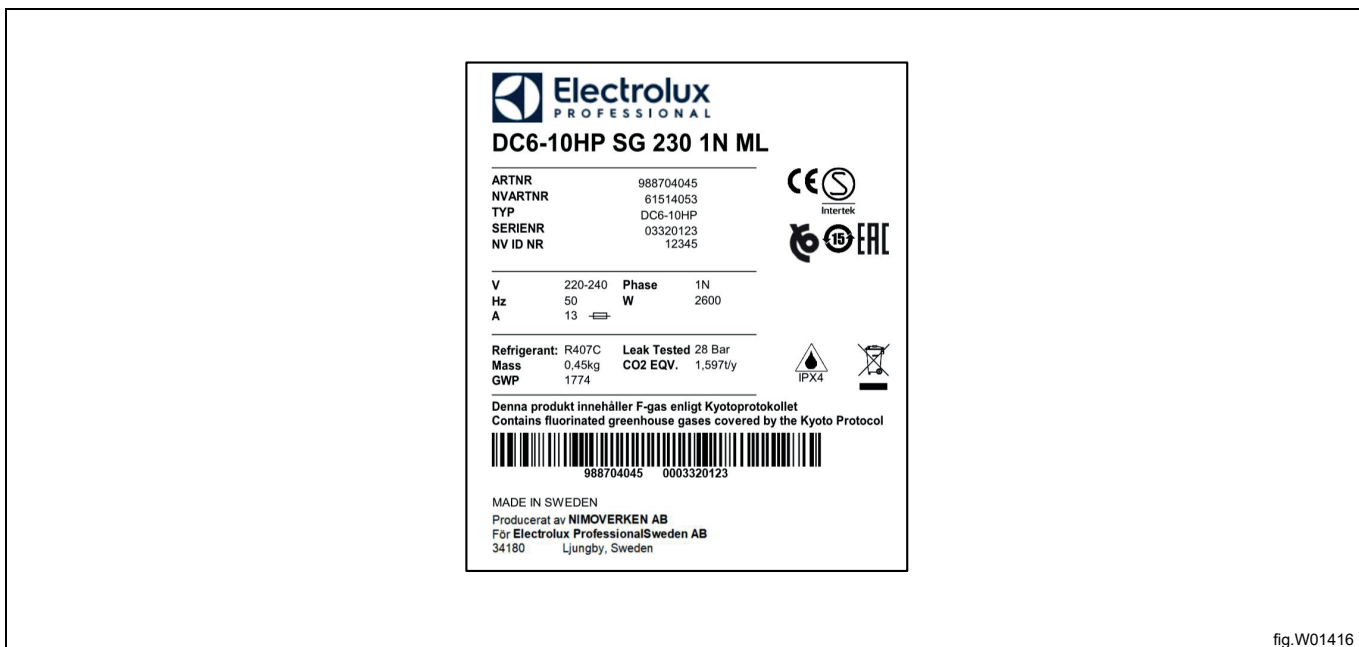 Electrolux
PROFESSIONAL
DC6-10HP SG 230 1N ML
ARTNR 988704045
NVARTNR 61514053
TYP DC6-10HP
SERIENR 03320123
NV ID NR 12345
CE S
Intertek
15 EAC
V 220-240 Phase 1N
Hz 50 W 2600
A 13
Refrigerant: R407C Leak Tested 28 Bar
Mass 0,45kg CO2 EQV. 1,597t/y
GWP 1774
IPX4
Denna produkt innehåller F-gas enligt Kyotoprotokollet
Contains fluorinated greenhouse gases covered by the Kyoto Protocol
988704045 0003320123
MADE IN SWEDEN
Producerat av NIMOVERKEN AB
För Electrolux ProfessionalSweden AB
34180 Ljungby, Sweden
fig.W01416